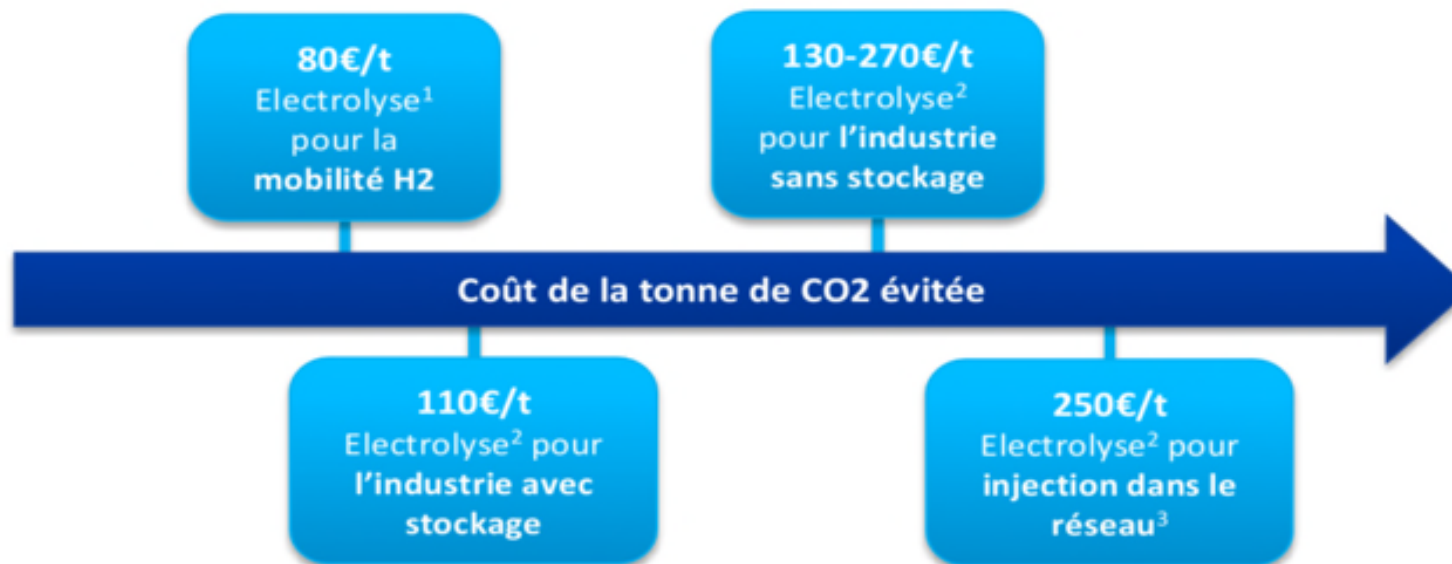 80€/t
Electrolyse¹
pour la
mobilité H2
130-270€/t
Electrolyse²
pour l'industrie
sans stockage
Coût de la tonne de CO2 évitée
110€/t
Electrolyse² pour
l'industrie avec
stockage
250€/t
Electrolyse² pour
injection dans le
réseau³